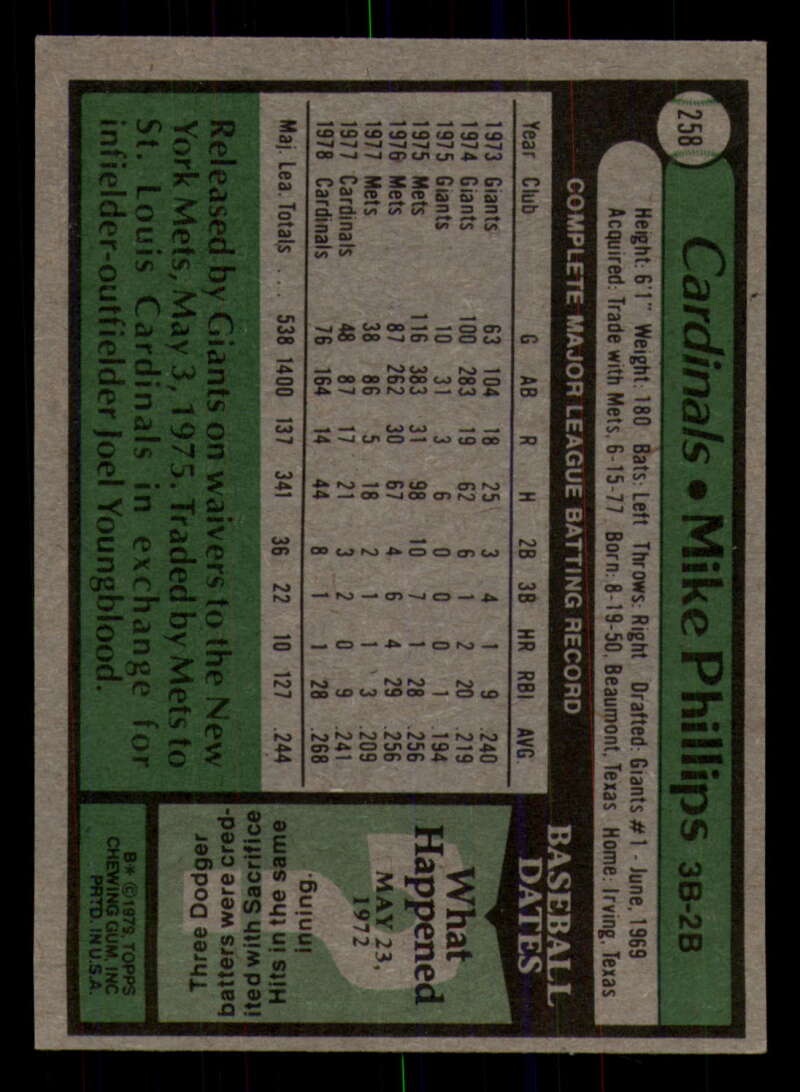 258
Cardinals • Mike Phillips 3B-2B
Height: 6'1" Weight: 180 Bats: Left Throws: Right Drafted: Giants #1 - June, 1969
Acquired: Trade with Mets, 6-15-77 Born: 8-19-50, Beaumont, Texas Home: Irving, Texas
COMPLETE MAJOR LEAGUE BATTING RECORD
Year Club G AB R H 2B 3B HR RBI AVG.
1973 Giants 63 104 18 25 3 4 1 9 .240
1974 Giants 100 283 19 62 6 1 2 20 .219
1975 Giants 10 31 3 6 0 0 0 1 .194
1975 Mets 116 383 31 98 10 7 1 28 .256
1976 Mets 87 262 30 67 4 6 4 29 .256
1977 Mets 38 86 5 18 2 1 1 3 .209
1977 Cardinals 48 87 17 21 3 2 0 9 .241
1978 Cardinals 76 164 14 44 8 1 1 28 .268
Maj. Lea. Totals . . . 538 1400 137 341 36 22 10 127 .244
Released by Giants on waivers to the New
York Mets, May 3, 1975. Traded by Mets to
St. Louis Cardinals in exchange for
infielder-outfielder Joel Youngblood.
BASEBALL
DATES
What
Happened
MAY 23,
1972
Three Dodger
batters were cred-
ited with Sacrifice
Hits in the same
inning.
B* © 1979, TOPPS
CHEWING GUM, INC
PRTD. IN U.S.A.